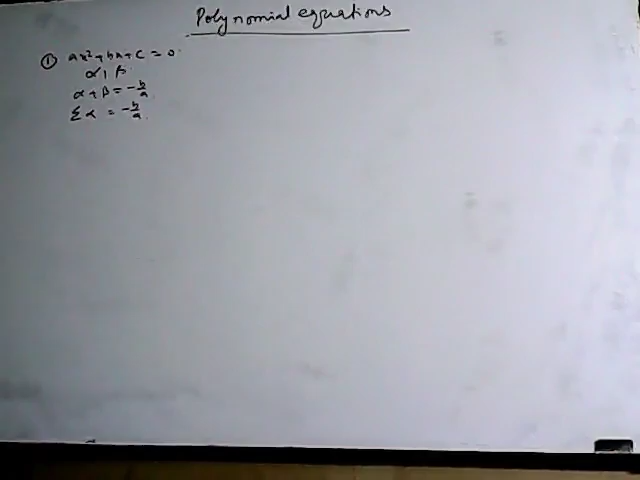 Polynomial equations
① ax²+bx+c = 0.
α, β.
α+β = -b/a.
Σα = -b/a.